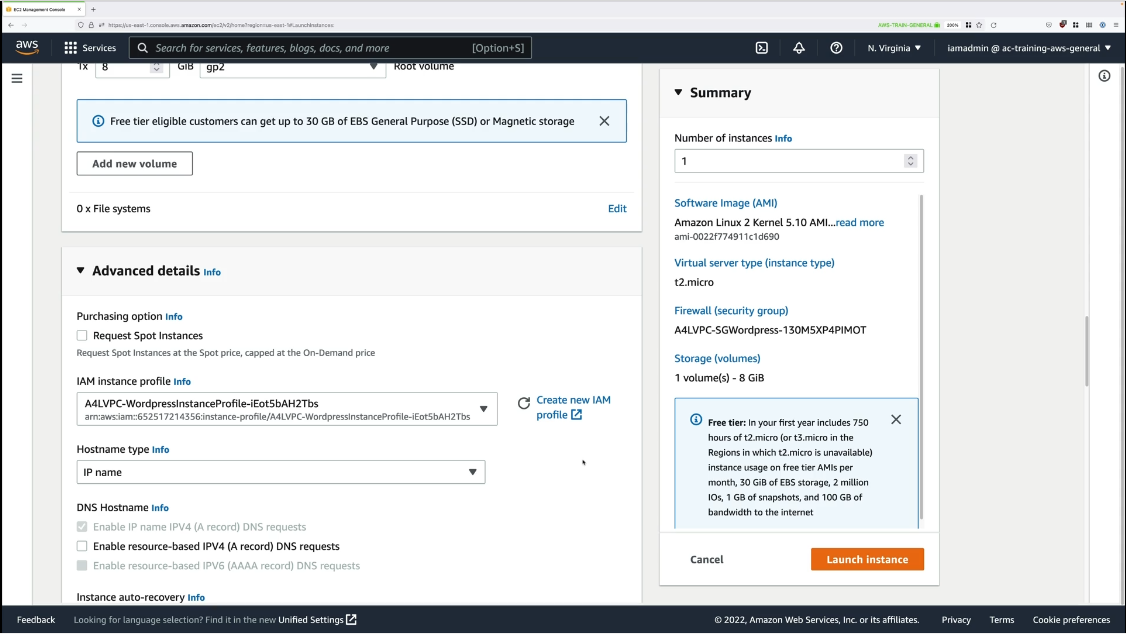 EC2 Management Console
https://us-east-1.console.aws.amazon.com/ec2/v2/home?region=us-east-1#LaunchInstances:
AWS-TRAIN-GENERAL
200%
aws
Services
Search for services, features, blogs, docs, and more
[Option+S]
N. Virginia
iamadmin @ ac-training-aws-general
1x
8
GiB
gp2
Root volume
Free tier eligible customers can get up to 30 GB of EBS General Purpose (SSD) or Magnetic storage
Add new volume
0 x File systems
Edit
Advanced details Info
Purchasing option Info
Request Spot Instances
Request Spot Instances at the Spot price, capped at the On-Demand price
IAM instance profile Info
A4LVPC-WordpressInstanceProfile-iEot5bAH2Tbs
arn:aws:iam::652517214356:instance-profile/A4LVPC-WordpressInstanceProfile-iEot5bAH2Tbs
Create new IAM
profile
Hostname type Info
IP name
DNS Hostname Info
Enable IP name IPV4 (A record) DNS requests
Enable resource-based IPV4 (A record) DNS requests
Enable resource-based IPV6 (AAAA record) DNS requests
Instance auto-recovery Info
Summary
Number of instances Info
1
Software Image (AMI)
Amazon Linux 2 Kernel 5.10 AMI...read more
ami-0022f774911c1d690
Virtual server type (instance type)
t2.micro
Firewall (security group)
A4LVPC-SGWordpress-130M5XP4PIMOT
Storage (volumes)
1 volume(s) - 8 GiB
Free tier: In your first year includes 750
hours of t2.micro (or t3.micro in the
Regions in which t2.micro is unavailable)
instance usage on free tier AMIs per
month, 30 GiB of EBS storage, 2 million
IOs, 1 GB of snapshots, and 100 GB of
bandwidth to the internet
Cancel
Launch instance
Feedback
Looking for language selection? Find it in the new Unified Settings
© 2022, Amazon Web Services, Inc. or its affiliates.
Privacy
Terms
Cookie preferences